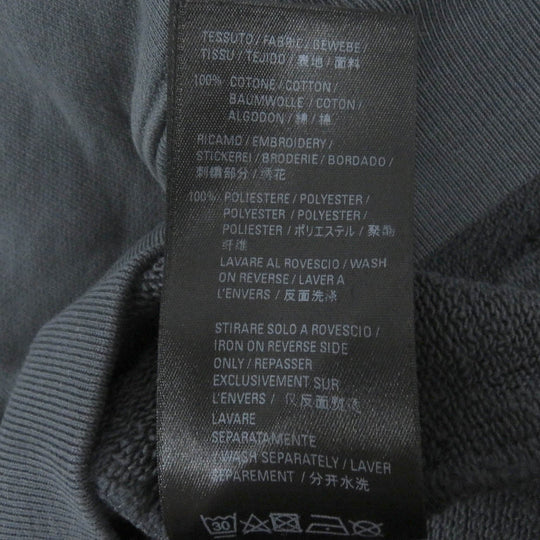 TESSUTO / FABRIC / GEWEBE /
TISSU / TEJIDO / 裏地 / 面料
100% COTONE / COTTON /
BAUMWOLLE / COTON /
ALGODON / 綿 / 棉
RICAMO / EMBROIDERY /
STICKEREI / BRODERIE / BORDADO /
刺繍部分 / 绣花
100% POLIESTERE / POLYESTER /
POLYESTER / POLYESTER /
POLIESTER / ポリエステル / 聚酯
纤维
LAVARE AL ROVESCIO / WASH
ON REVERSE / LAVER A
L'ENVERS / 反面洗涤
STIRARE SOLO A ROVESCIO /
IRON ON REVERSE SIDE
ONLY / REPASSER
EXCLUSIVEMENT SUR
L'ENVERS / 仅反面熨烫
LAVARE
SEPARATAMENTE
/ WASH SEPARATELY / LAVER
SEPAREMENT / 分开水洗
30